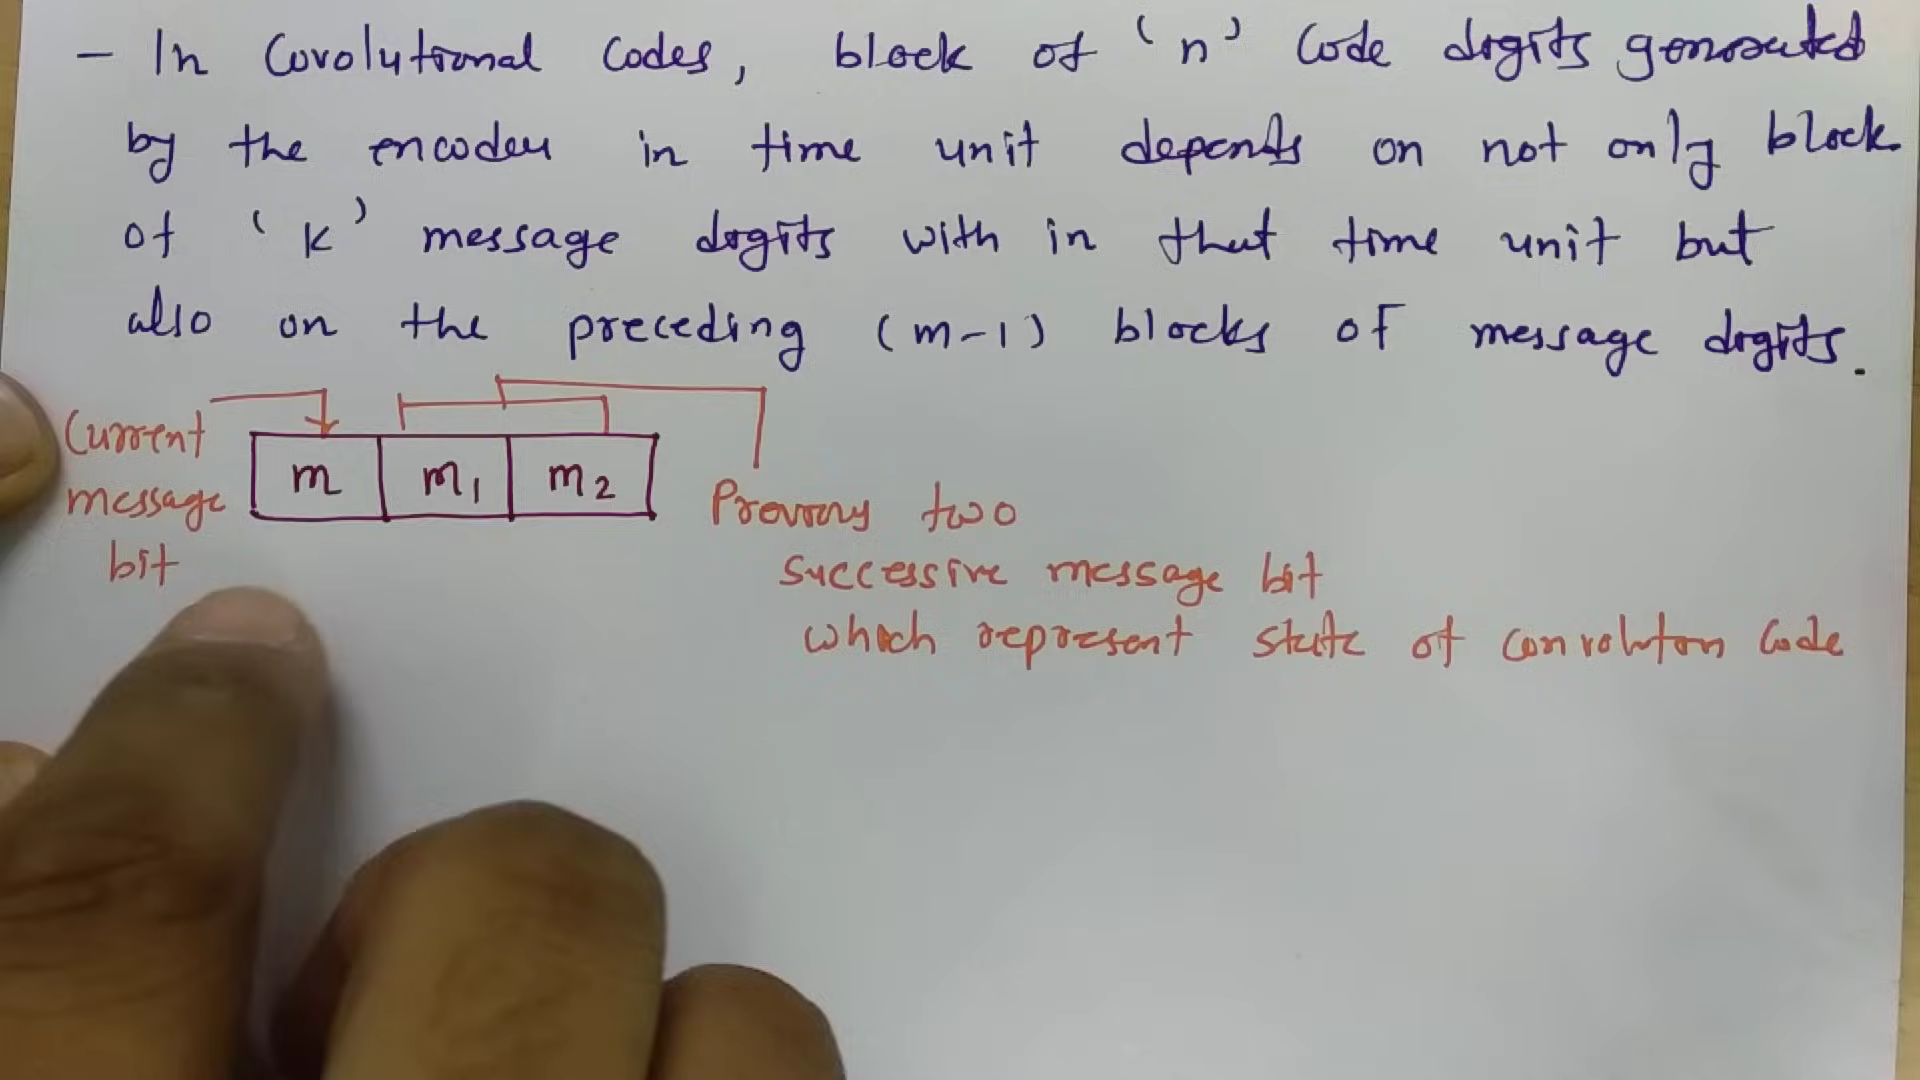 - In Covolutional Codes, block of 'n' code digits generated
by the encoder in time unit depends on not only block
of 'k' message digits with in that time unit but
also on the preceding (m-1) blocks of message digits.
Current
message
bit
m m1 m2
Previous two
successive message bit
which represent state of convolution code